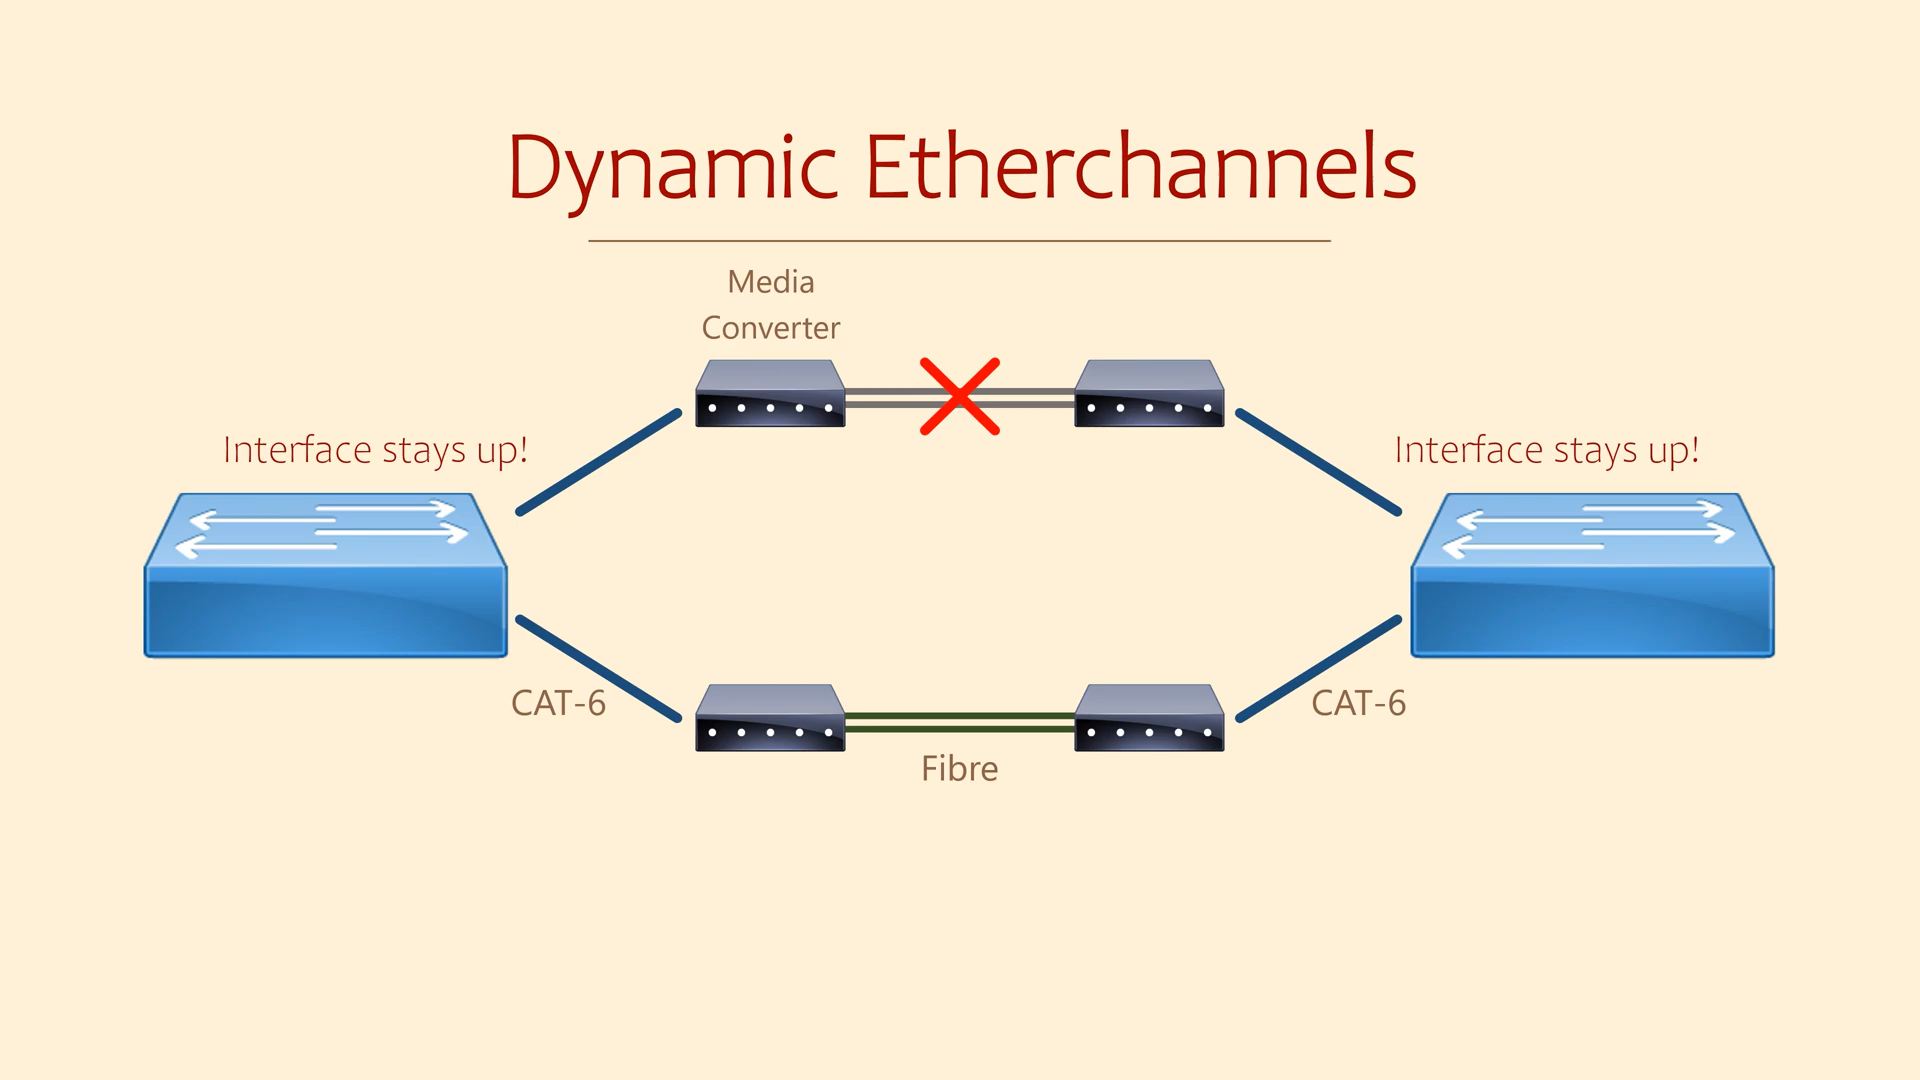 Dynamic Etherchannels
Media
Converter
Interface stays up!
Interface stays up!
CAT-6
CAT-6
Fibre